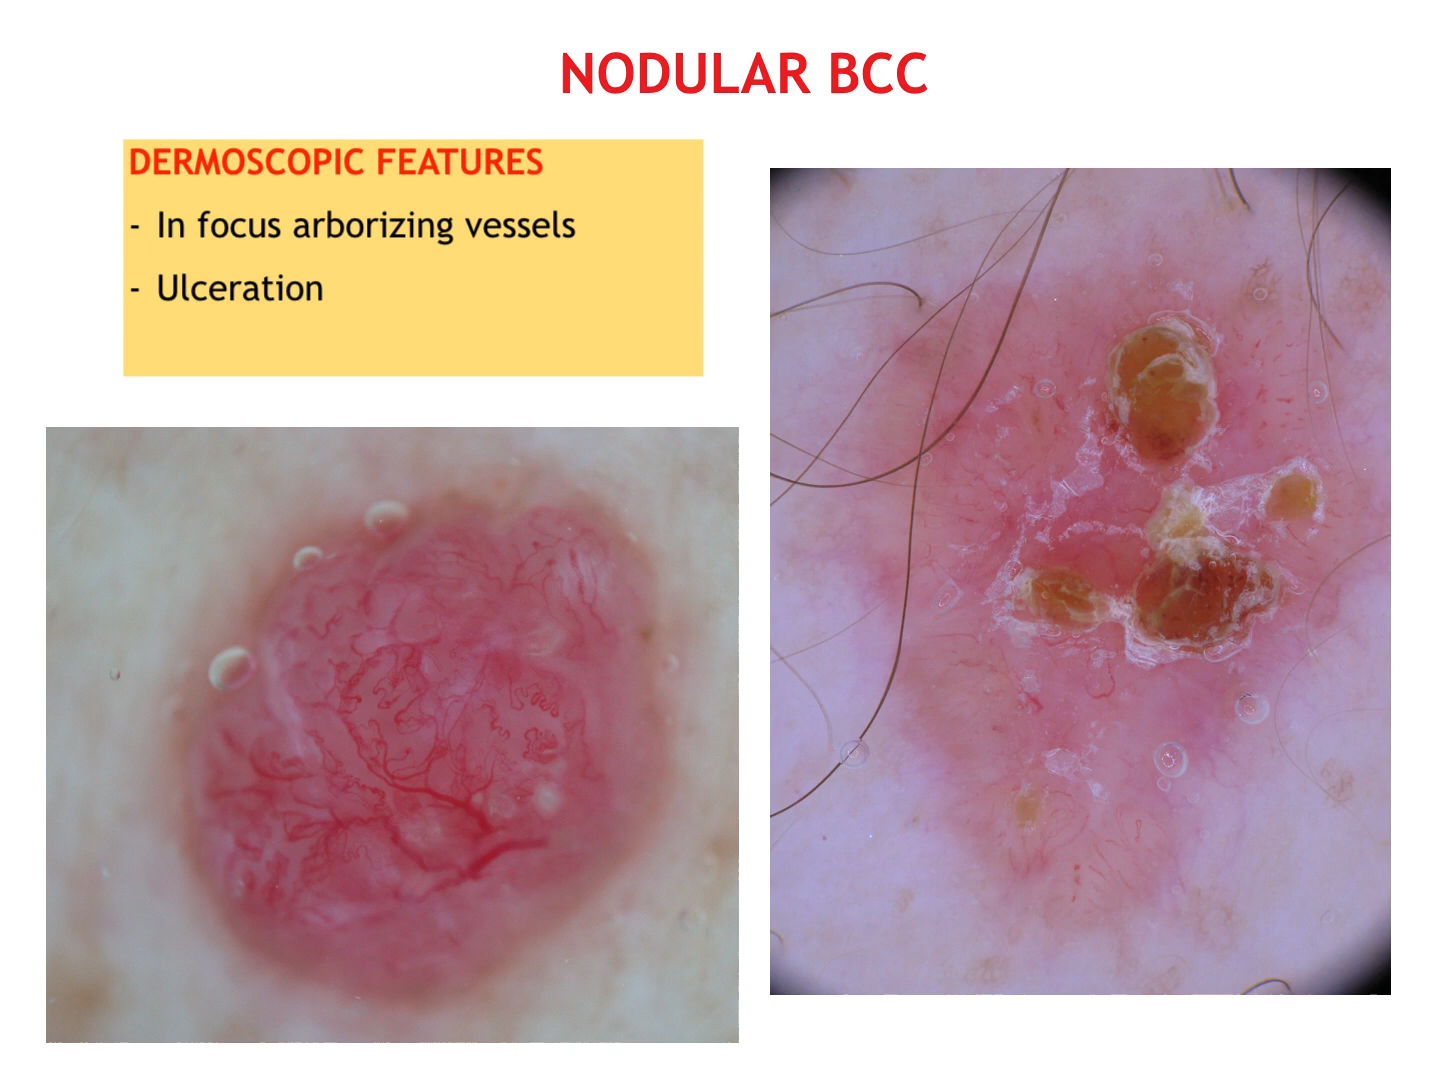 NODULAR BCC
DERMOSCOPIC FEATURES
- In focus arborizing vessels
- Ulceration